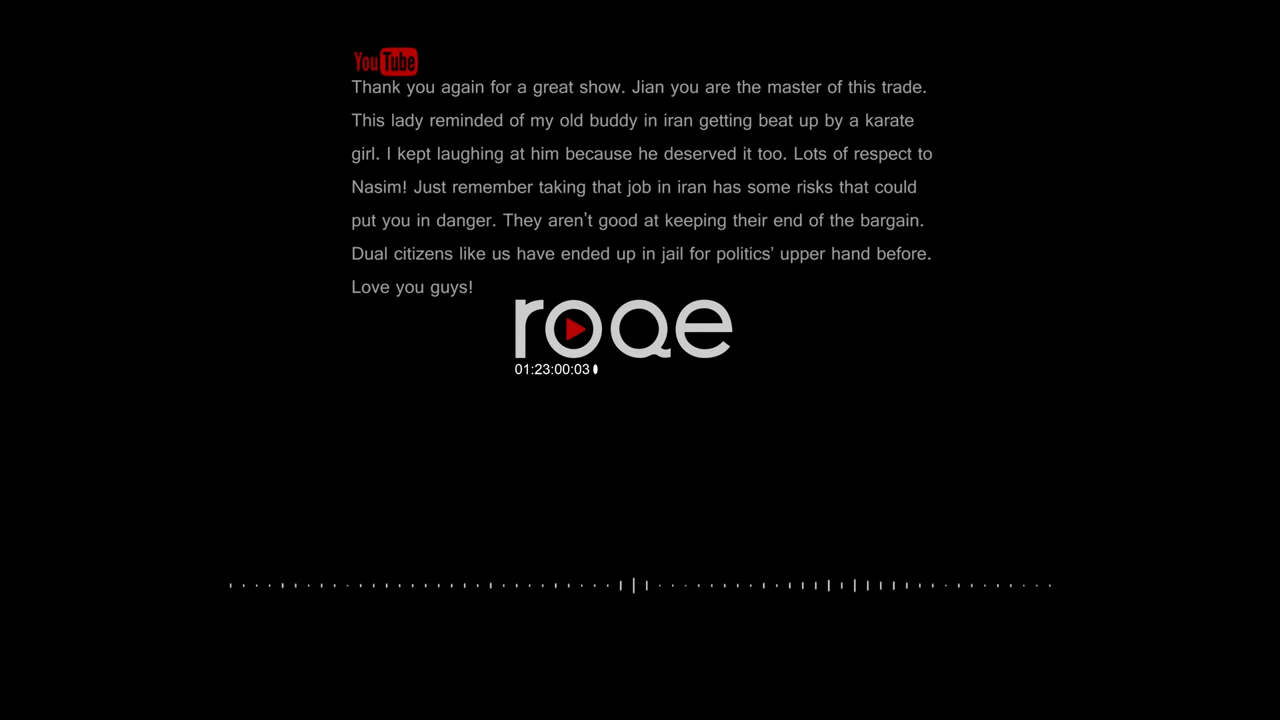 YouTube
Thank you again for a great show. Jian you are the master of this trade.
This lady reminded of my old buddy in iran getting beat up by a karate
girl. I kept laughing at him because he deserved it too. Lots of respect to
Nasim! Just remember taking that job in iran has some risks that could
put you in danger. They aren't good at keeping their end of the bargain.
Dual citizens like us have ended up in jail for politics’ upper hand before.
Love you guys!
roqe
01:23:00:03